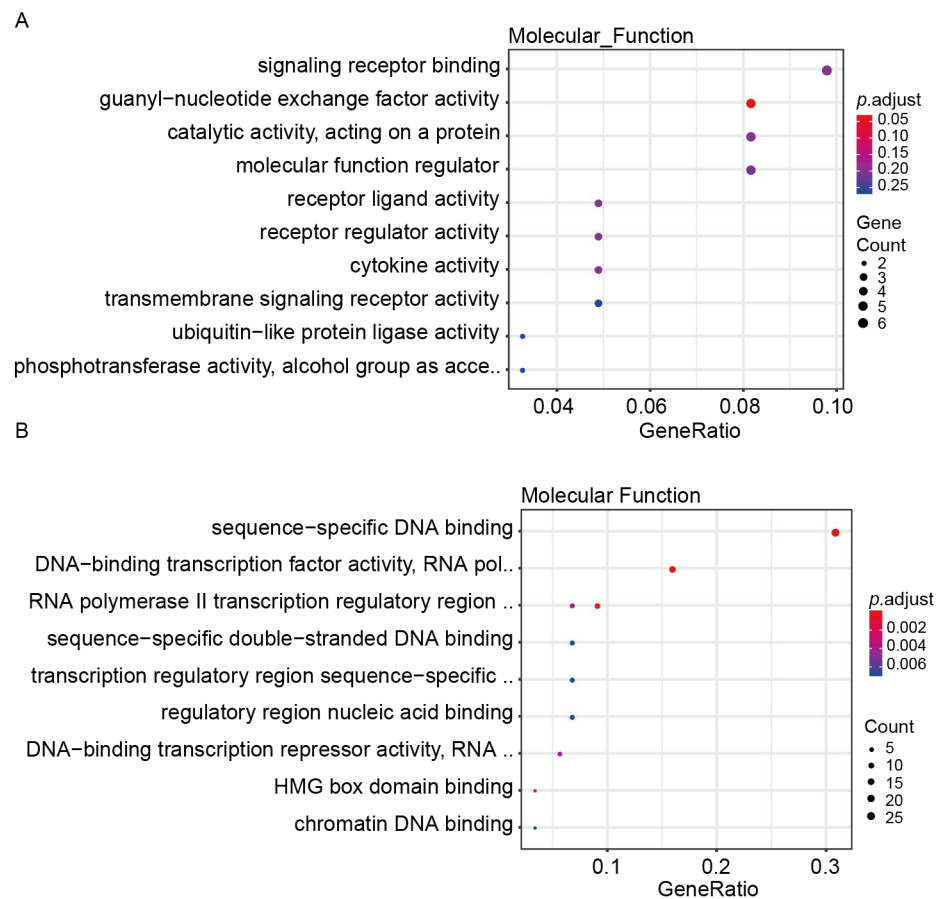 A
Molecular_Function
signaling receptor binding
guanyl−nucleotide exchange factor activity
catalytic activity, acting on a protein
molecular function regulator
receptor ligand activity
receptor regulator activity
cytokine activity
transmembrane signaling receptor activity
ubiquitin−like protein ligase activity
phosphotransferase activity, alcohol group as acce..
0.04 0.06 0.08 0.10
GeneRatio
p.adjust
0.05
0.10
0.15
0.20
0.25
Gene
Count
2
3
4
5
6
B
Molecular Function
sequence−specific DNA binding
DNA−binding transcription factor activity, RNA pol..
RNA polymerase II transcription regulatory region ..
sequence−specific double−stranded DNA binding
transcription regulatory region sequence−specific ..
regulatory region nucleic acid binding
DNA−binding transcription repressor activity, RNA ..
HMG box domain binding
chromatin DNA binding
0.1 0.2 0.3
GeneRatio
p.adjust
0.002
0.004
0.006
Count
5
10
15
20
25